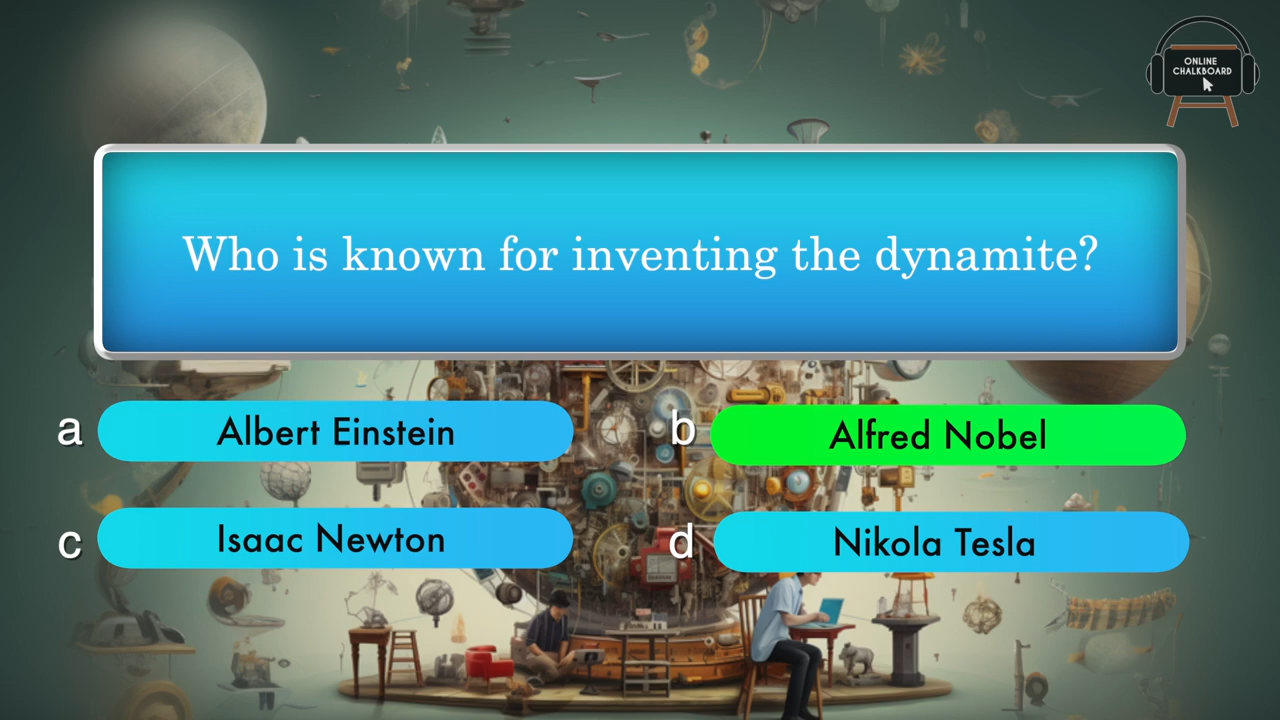 ONLINE
CHALKBOARD
Who is known for inventing the dynamite?
a Albert Einstein
b Alfred Nobel
c Isaac Newton
d Nikola Tesla